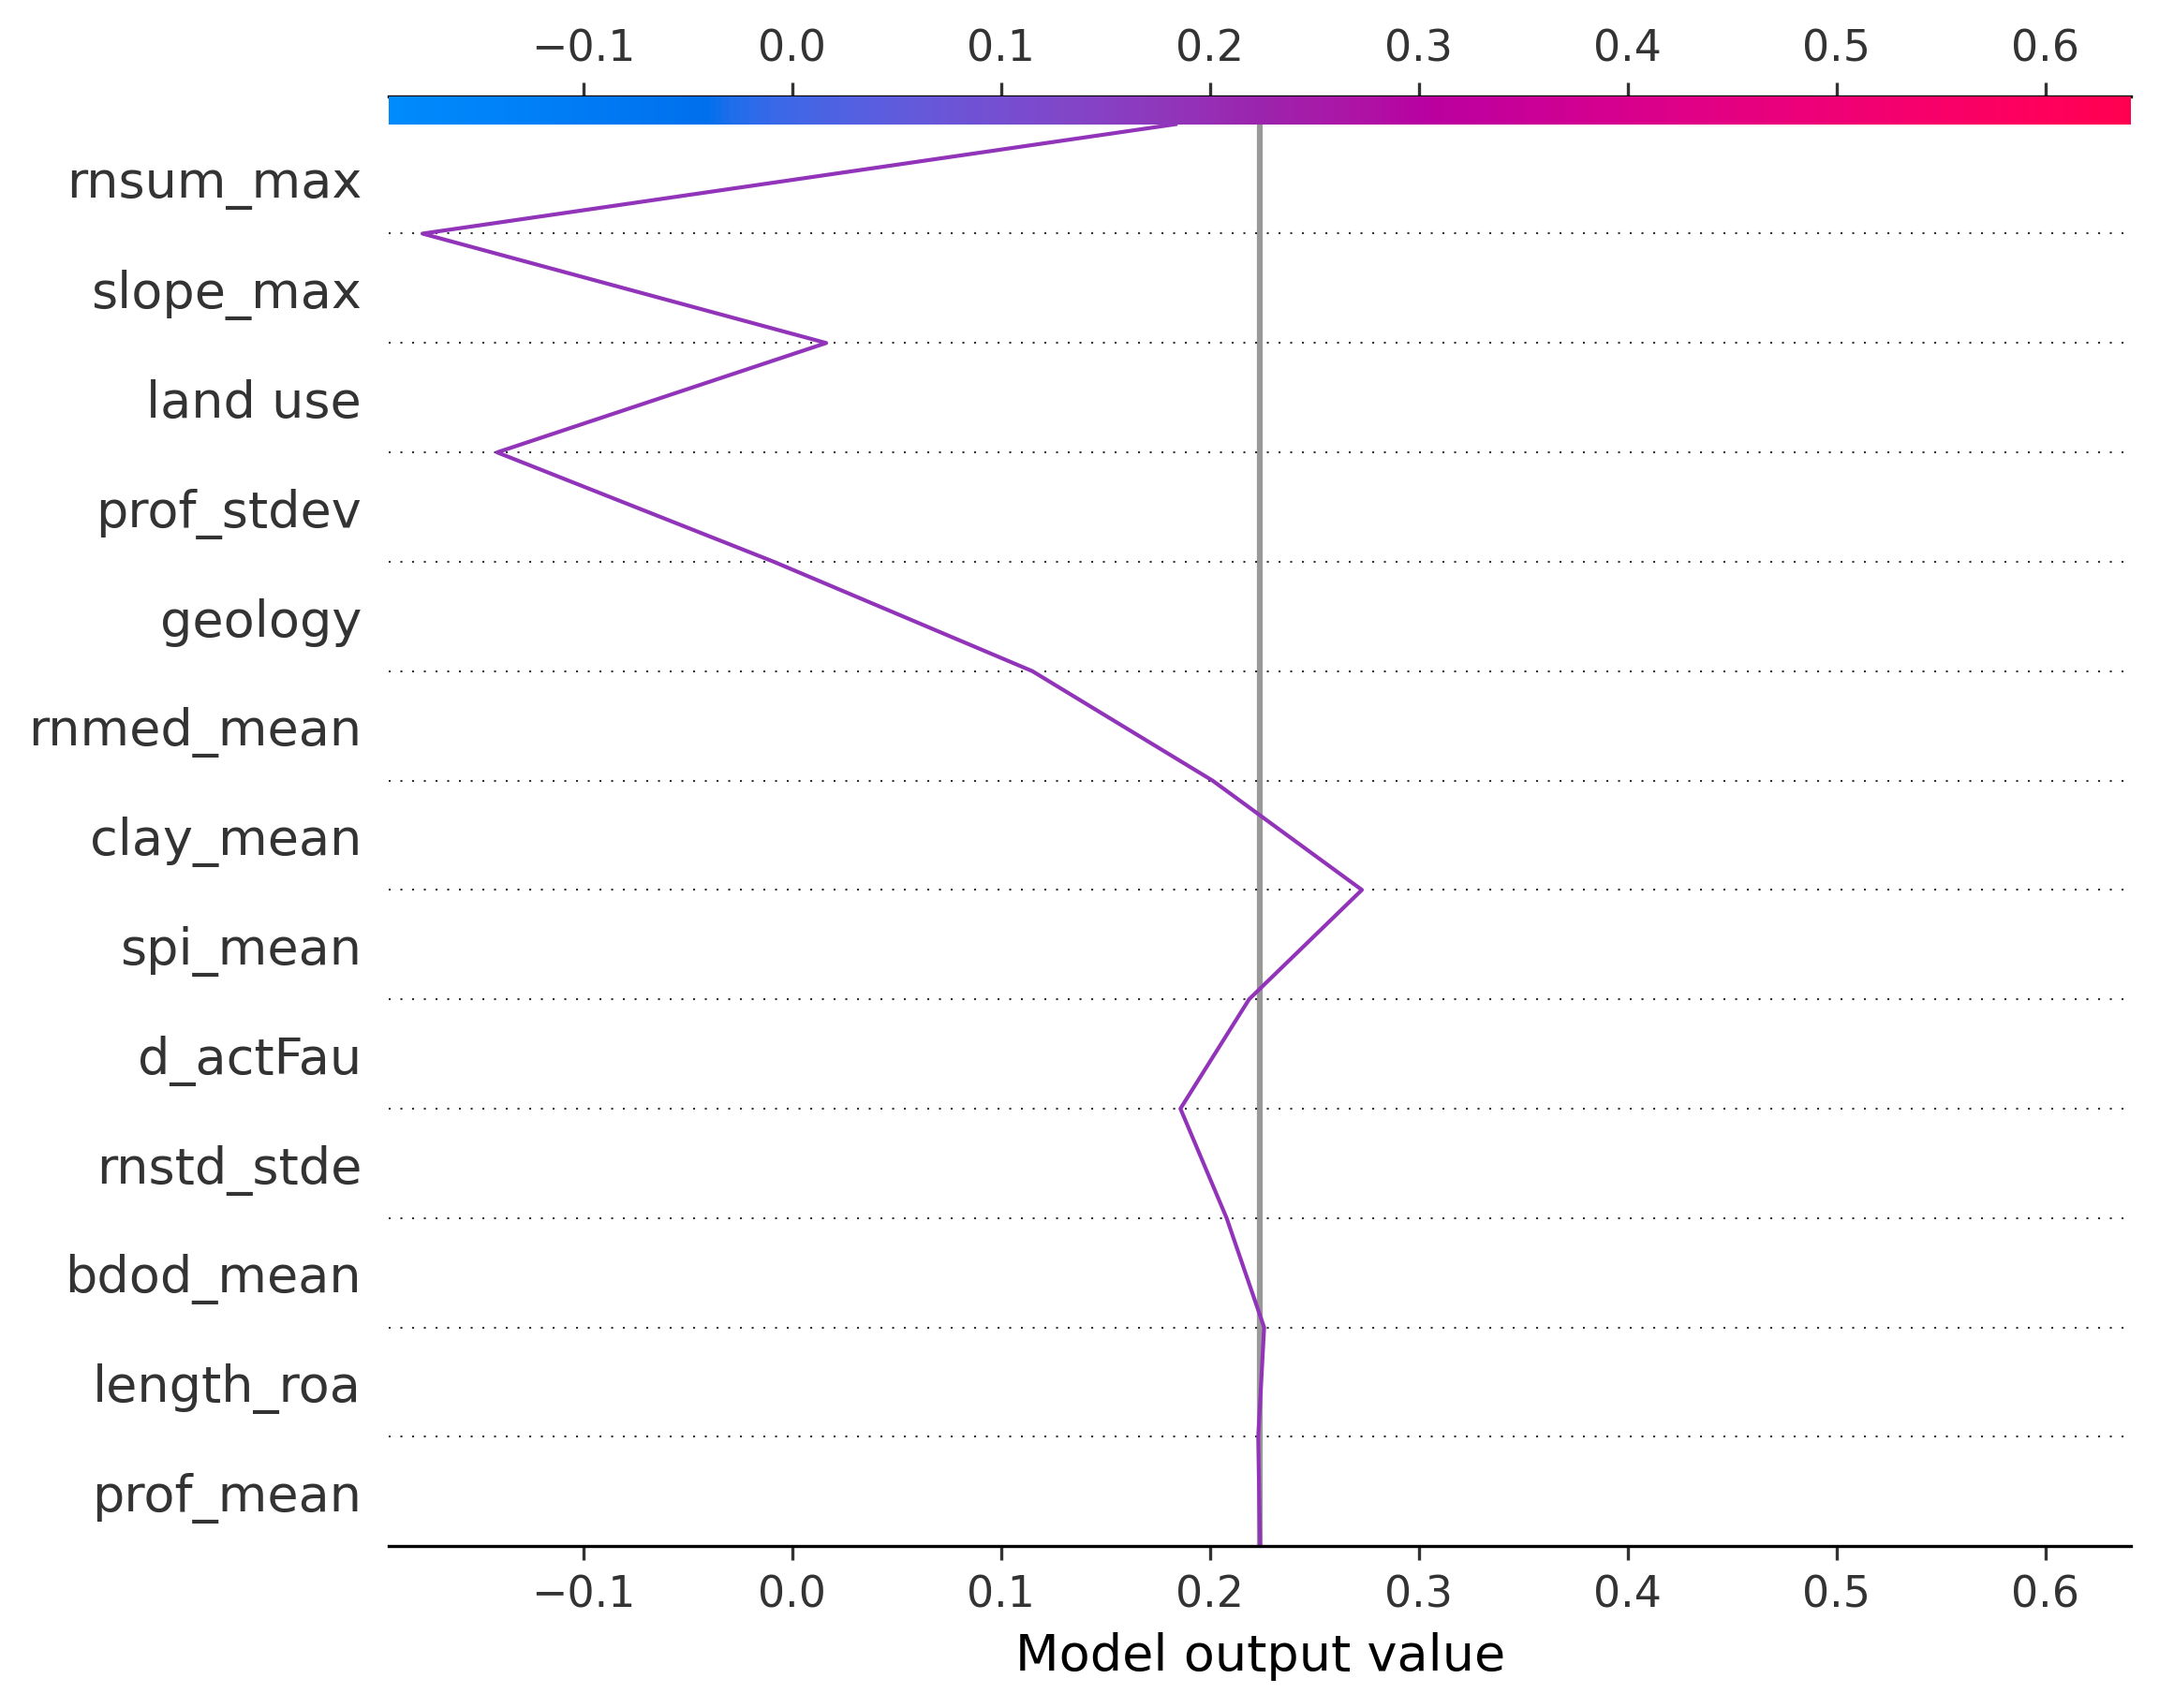 −0.1 0.0 0.1 0.2 0.3 0.4 0.5 0.6
rnsum_max
slope_max
land use
prof_stdev
geology
rnmed_mean
clay_mean
spi_mean
d_actFau
rnstd_stde
bdod_mean
length_roa
prof_mean
−0.1 0.0 0.1 0.2 0.3 0.4 0.5 0.6
Model output value